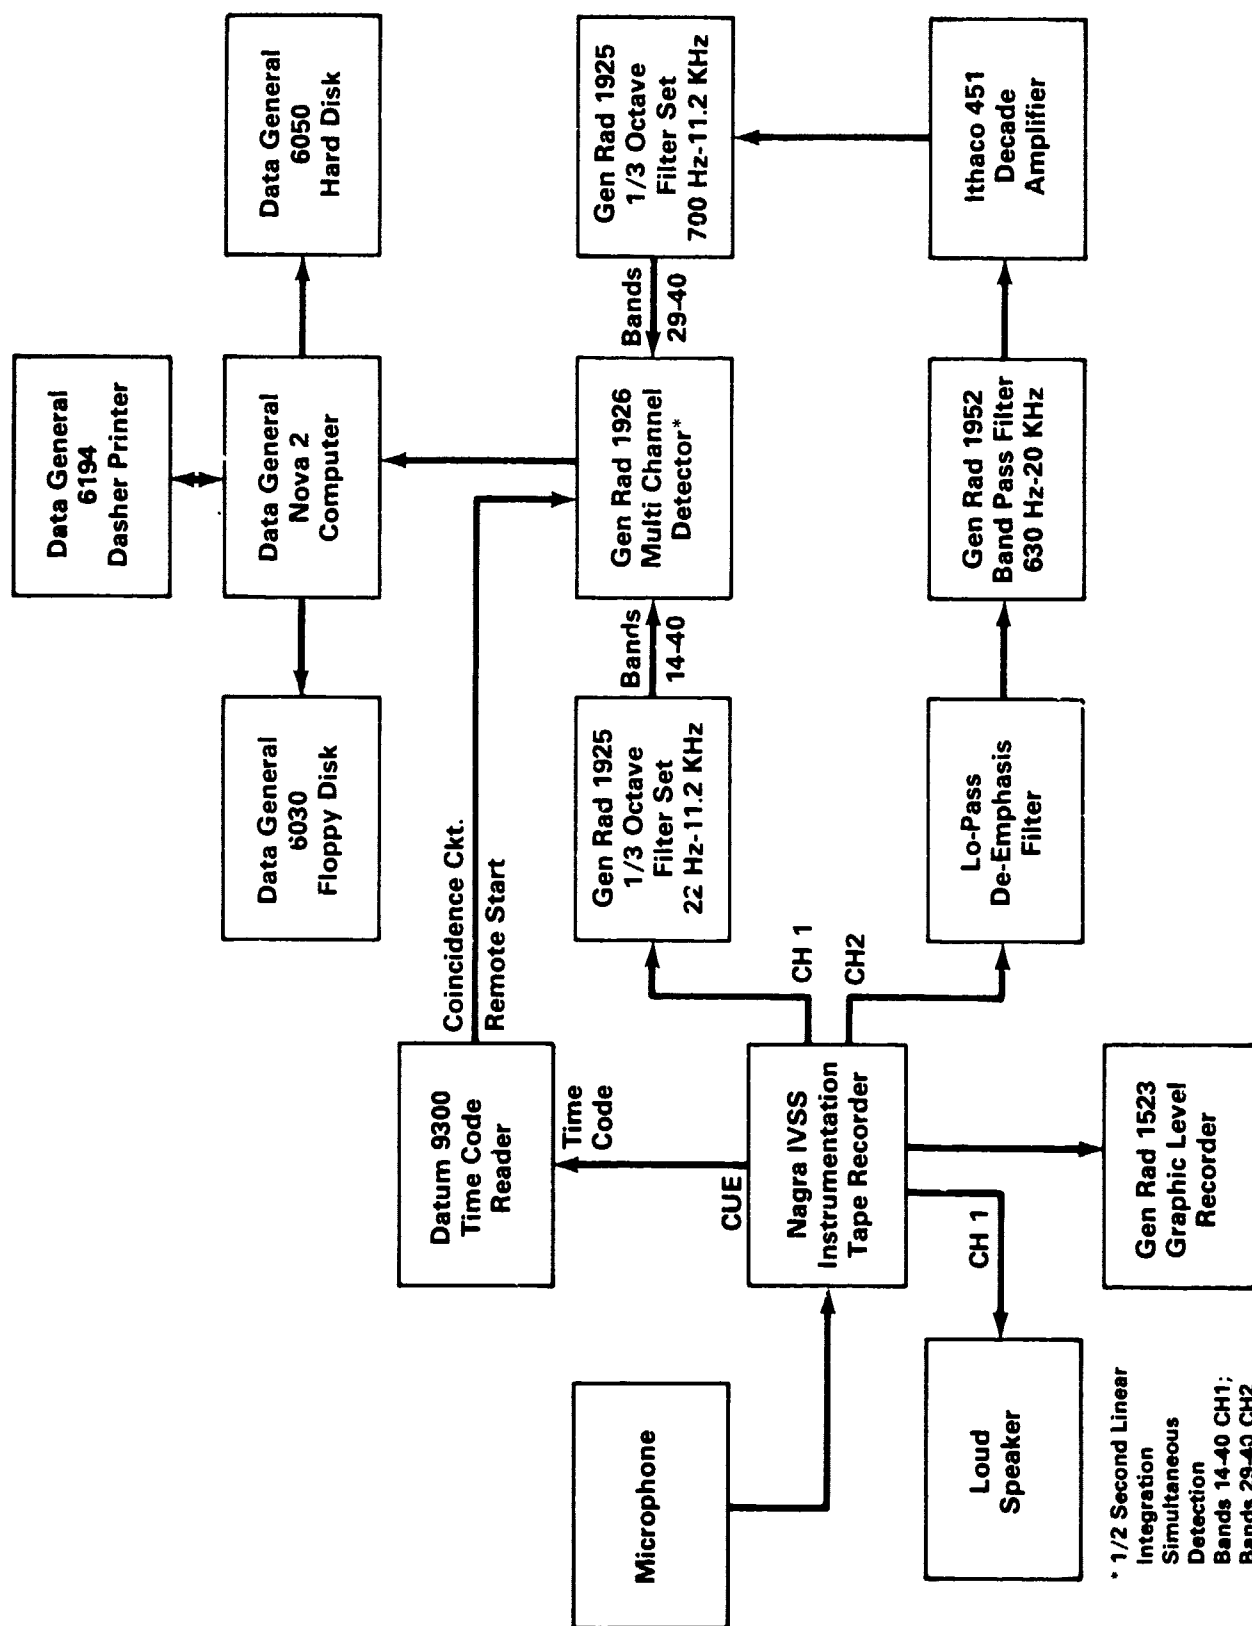 Microphone
Loud
Speaker
* 1/2 Second Linear
Integration
Simultaneous
Detection
Bands 14-40 CH1;
Bands 29-40 CH2
Datum 9300
Time Code
Reader
Time
Code
CUE
Nagra IVSS
Instrumentation
Tape Recorder
CH 1
CH2
CH 1
Gen Rad 1523
Graphic Level
Recorder
Coincidence Ckt.
Remote Start
Data General
6030
Floppy Disk
Gen Rad 1925
1/3 Octave
Filter Set
22 Hz-11.2 KHz
Bands
14-40
Lo-Pass
De-Emphasis
Filter
Data General
6194
Dasher Printer
Data General
Nova 2
Computer
Gen Rad 1926
Multi Channel
Detector*
Gen Rad 1952
Band Pass Filter
630 Hz-20 KHz
Data General
6050
Hard Disk
Bands
29-40
Gen Rad 1925
1/3 Octave
Filter Set
700 Hz-11.2 KHz
Ithaco 451
Decade
Amplifier